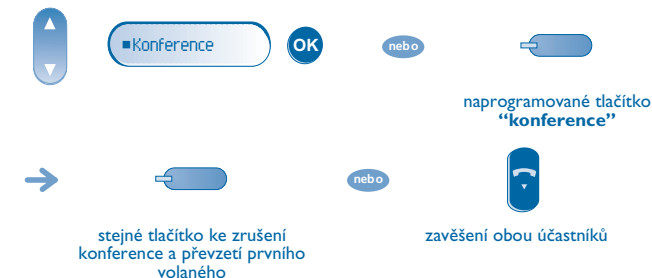 Konference
OK
nebo
naprogramované tlačítko
“konference”
nebo
stejné tlačítko ke zrušení
konference a převzetí prvního
volaného
zavěšení obou účastníků